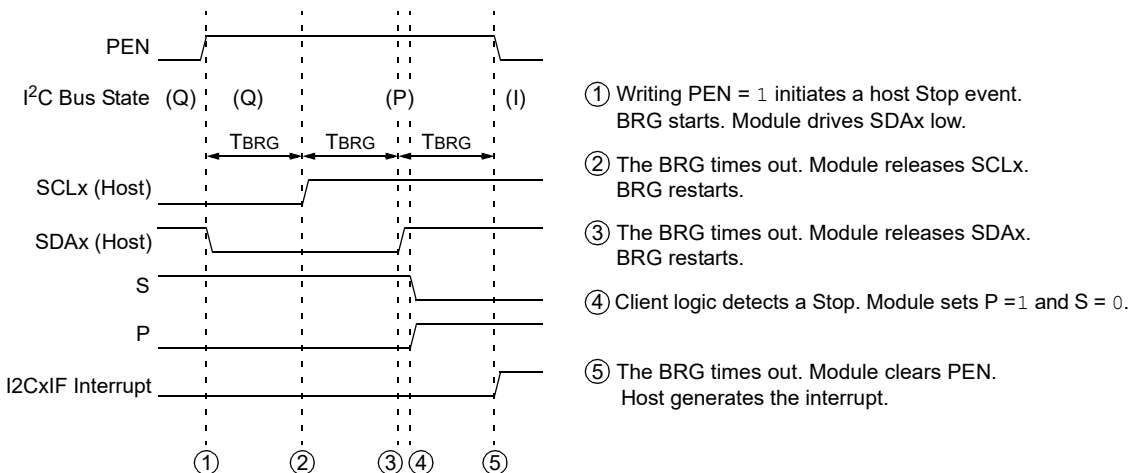 PEN
I²C Bus State (Q) (Q) (P) (I)
TBRG TBRG TBRG
SCLx (Host)
SDAx (Host)
S
P
I2CxIF Interrupt
① ② ③ ④ ⑤
① Writing PEN = 1 initiates a host Stop event.
BRG starts. Module drives SDAx low.
② The BRG times out. Module releases SCLx.
BRG restarts.
③ The BRG times out. Module releases SDAx.
BRG restarts.
④ Client logic detects a Stop. Module sets P =1 and S = 0.
⑤ The BRG times out. Module clears PEN.
Host generates the interrupt.